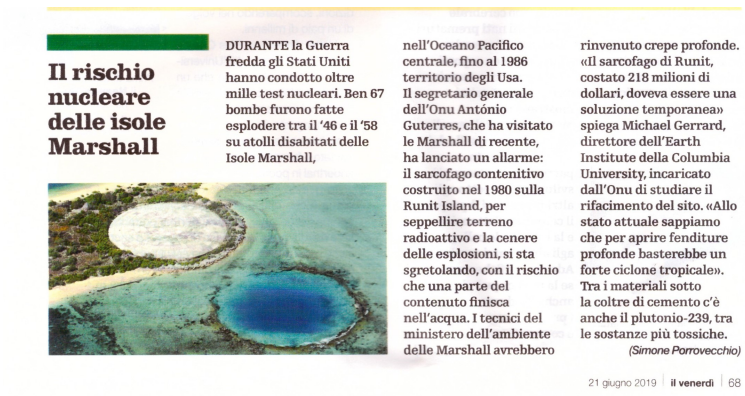 Il rischio
nucleare
delle isole
Marshall
DURANTE la Guerra
fredda gli Stati Uniti
hanno condotto oltre
mille test nucleari. Ben 67
bombe furono fatte
esplodere tra il '46 e il '58
su atolli disabitati delle
Isole Marshall,
nell'Oceano Pacifico
centrale, fino al 1986
territorio degli Usa.
Il segretario generale
dell'Onu António
Guterres, che ha visitato
le Marshall di recente,
ha lanciato un allarme:
il sarcofago contenitivo
costruito nel 1980 sulla
Runit Island, per
seppellire terreno
radioattivo e la cenere
delle esplosioni, si sta
sgretolando, con il rischio
che una parte del
contenuto finisca
nell'acqua. I tecnici del
ministero dell'ambiente
delle Marshall avrebbero
rinvenuto crepe profonde.
«Il sarcofago di Runit,
costato 218 milioni di
dollari, doveva essere una
soluzione temporanea»
spiega Michael Gerrard,
direttore dell'Earth
Institute della Columbia
University, incaricato
dall'Onu di studiare il
rifacimento del sito. «Allo
stato attuale sappiamo
che per aprire fenditure
profonde basterebbe un
forte ciclone tropicale».
Tra i materiali sotto
la coltre di cemento c'è
anche il plutonio-239, tra
le sostanze più tossiche.
(Simone Porrovecchio)
21 giugno 2019 | il venerdì | 68